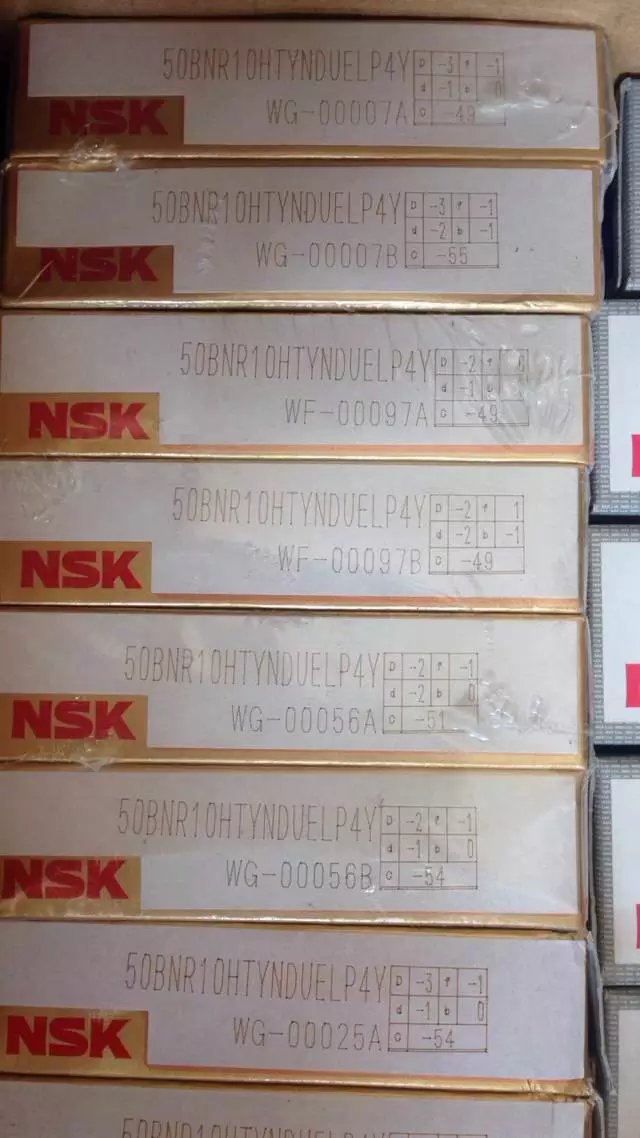 50BNR10HTYNDUELP4Y D -3 f -1
d -1 b 0
NSK WG-00007A C -49
50BNR10HTYNDUELP4Y D -3 f -1
d -2 b -1
NSK WG-00007B C -55
50BNR10HTYNDUELP4Y D -2 f 0
d -1 b
NSK WF-00097A C -49
50BNR10HTYNDUELP4Y D -2 f 1
d -2 b -1
NSK WF-00097B C -49
50BNR10HTYNDUELP4Y D -2 f -1
d -2 b 0
NSK WG-00056A C -51
50BNR10HTYNDUELP4Y D -2 f -1
d -1 b 0
NSK WG-00056B C -54
50BNR10HTYNDUELP4Y D -3 f -1
d -1 b 0
NSK WG-00025A C -54